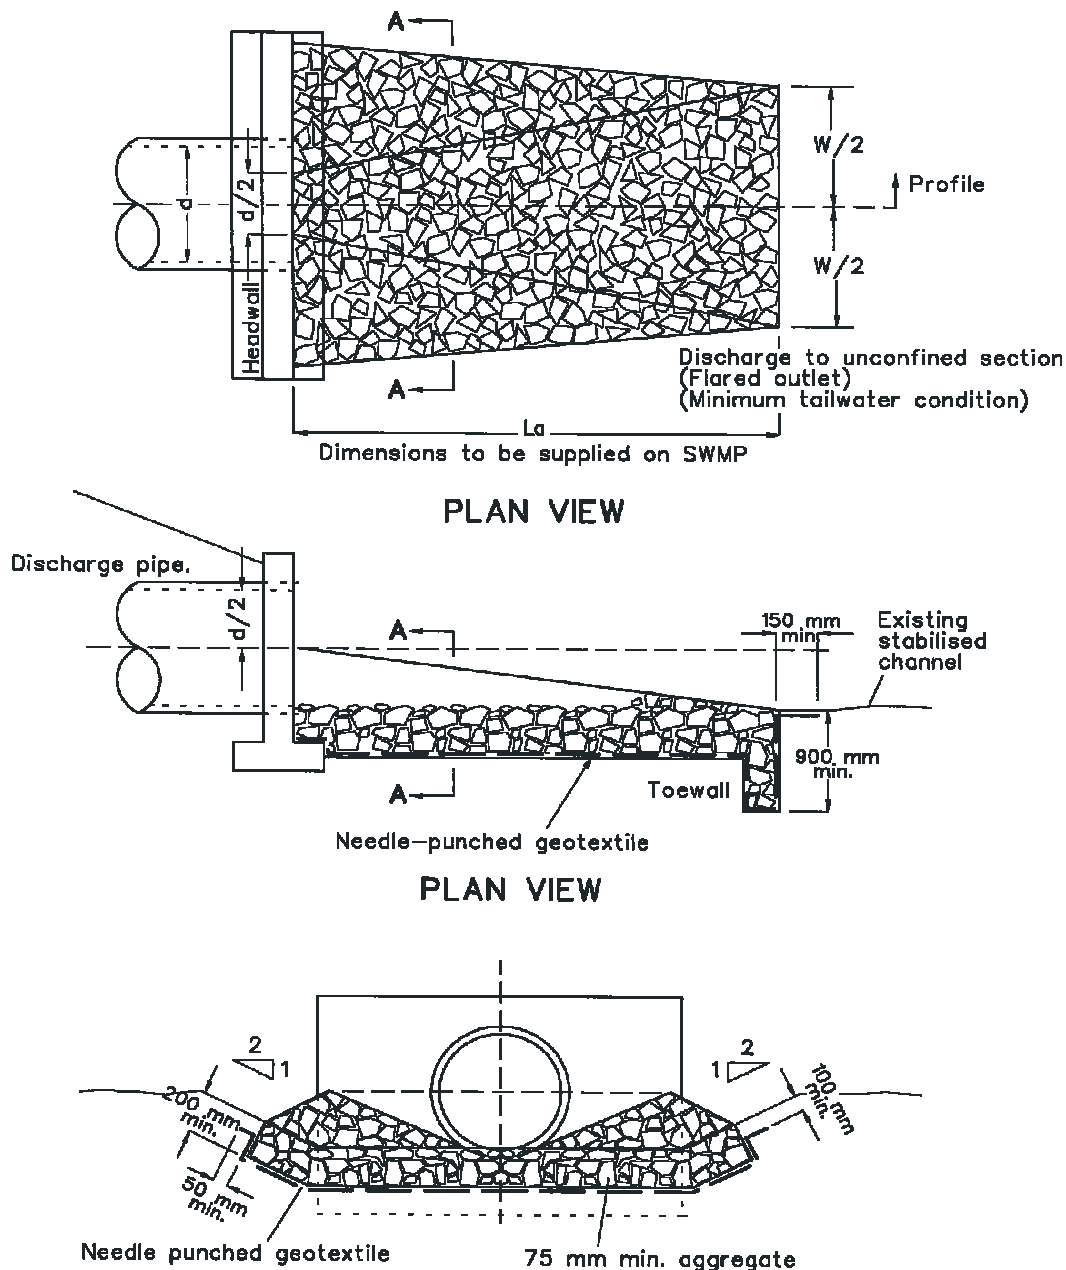 A
W/2
Profile
d
d/2
W/2
Headwall
A
Discharge to unconfined section
(Flared outlet)
(Minimum tailwater condition)
La
Dimensions to be supplied on SWMP
PLAN VIEW
Discharge pipe.
d/2
A
150 mm
min.
Existing
stabilised
channel
900 mm
min.
A
Toewall
Needle-punched geotextile
PLAN VIEW
2
1
2
1
200 mm
min.
100 mm
min.
50 mm
min.
Needle punched geotextile
75 mm min. aggregate